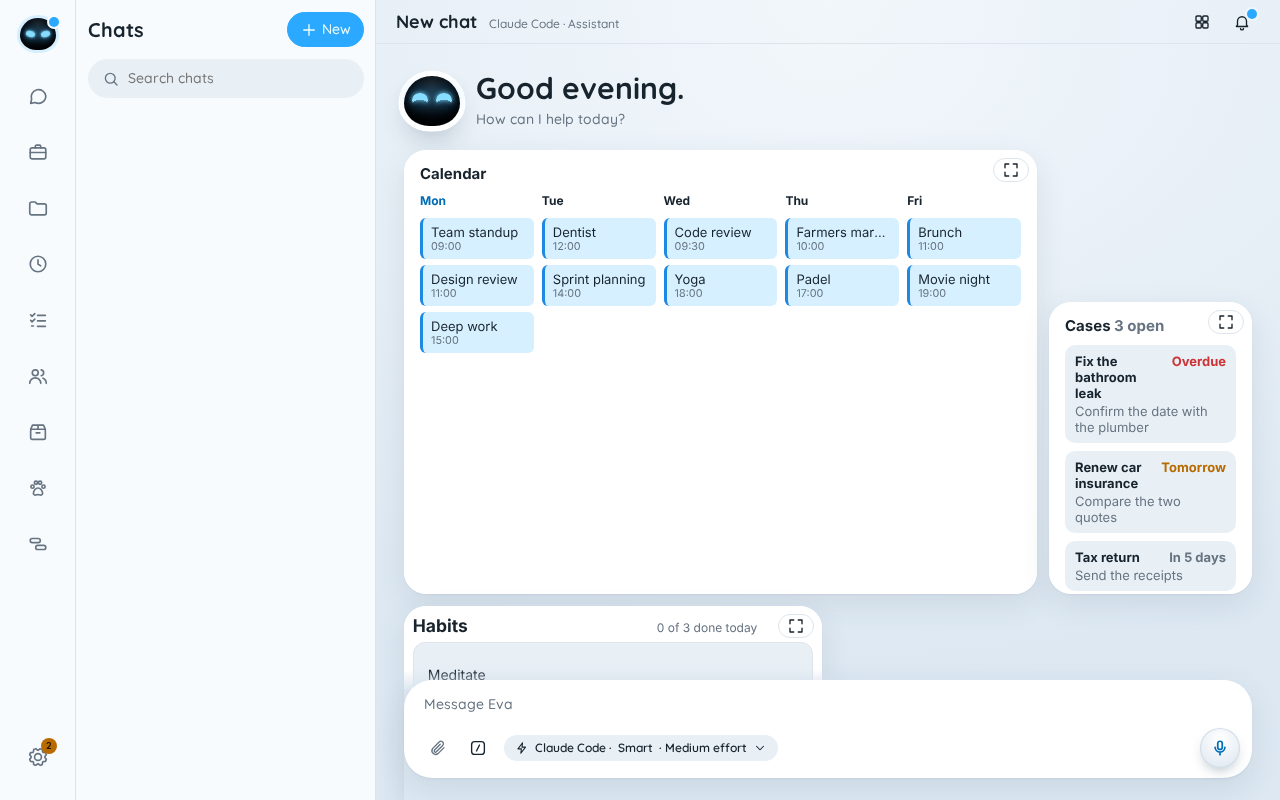 Chats
New
Search chats
2
New chat Claude Code · Assistant
Good evening.
How can I help today?
Calendar
Mon Tue Wed Thu Fri
Team standup
09:00
Dentist
12:00
Code review
09:30
Farmers mar...
10:00
Brunch
11:00
Design review
11:00
Sprint planning
14:00
Yoga
18:00
Padel
17:00
Movie night
19:00
Deep work
15:00
Cases 3 open
Fix the bathroom leak
Overdue
Confirm the date with
the plumber
Renew car insurance
Tomorrow
Compare the two
quotes
Tax return In 5 days
Send the receipts
Habits 0 of 3 done today
Meditate
Message Eva
Claude Code · Smart · Medium effort